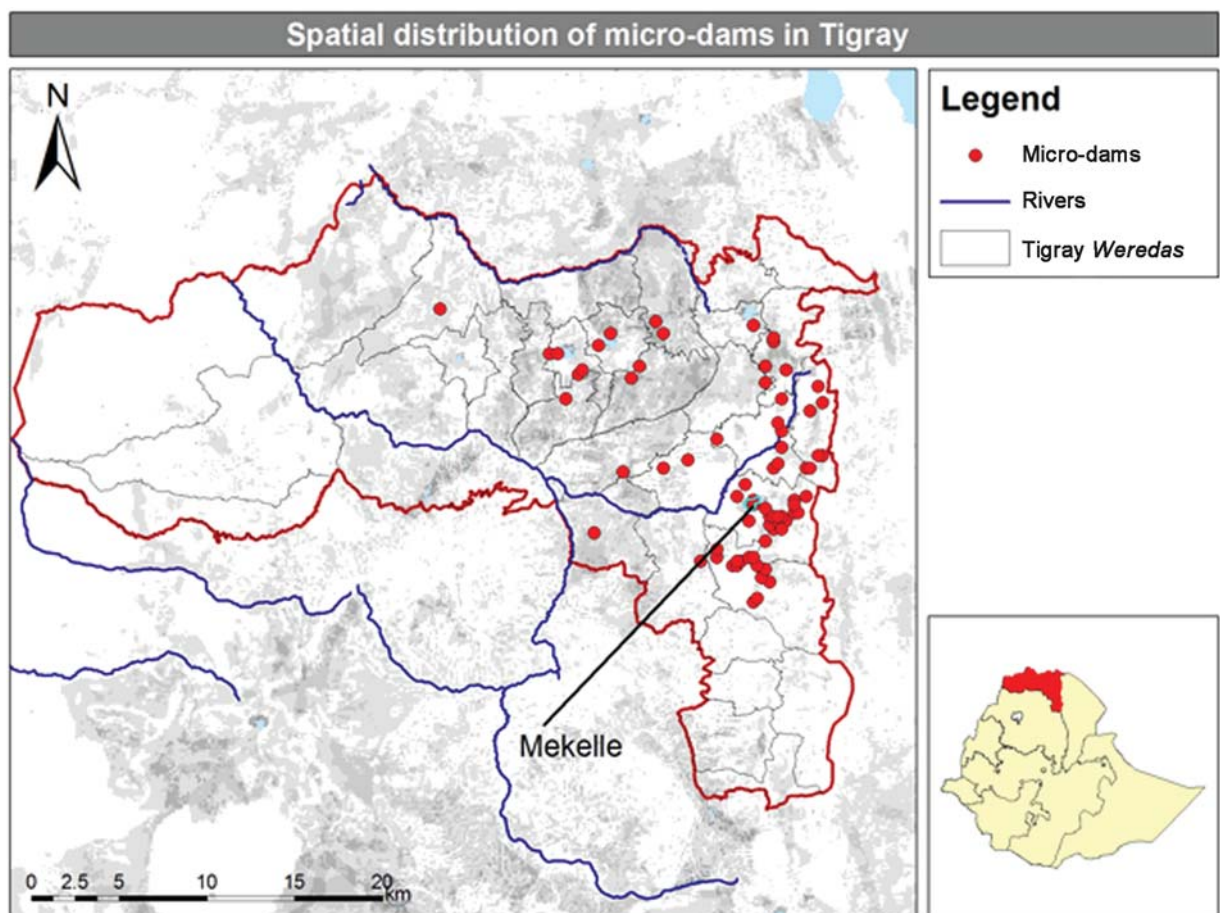 Spatial distribution of micro-dams in Tigray
N
Legend
Micro-dams
Rivers
Tigray Weredas
Mekelle
0 2.5 5 10 15 20
km